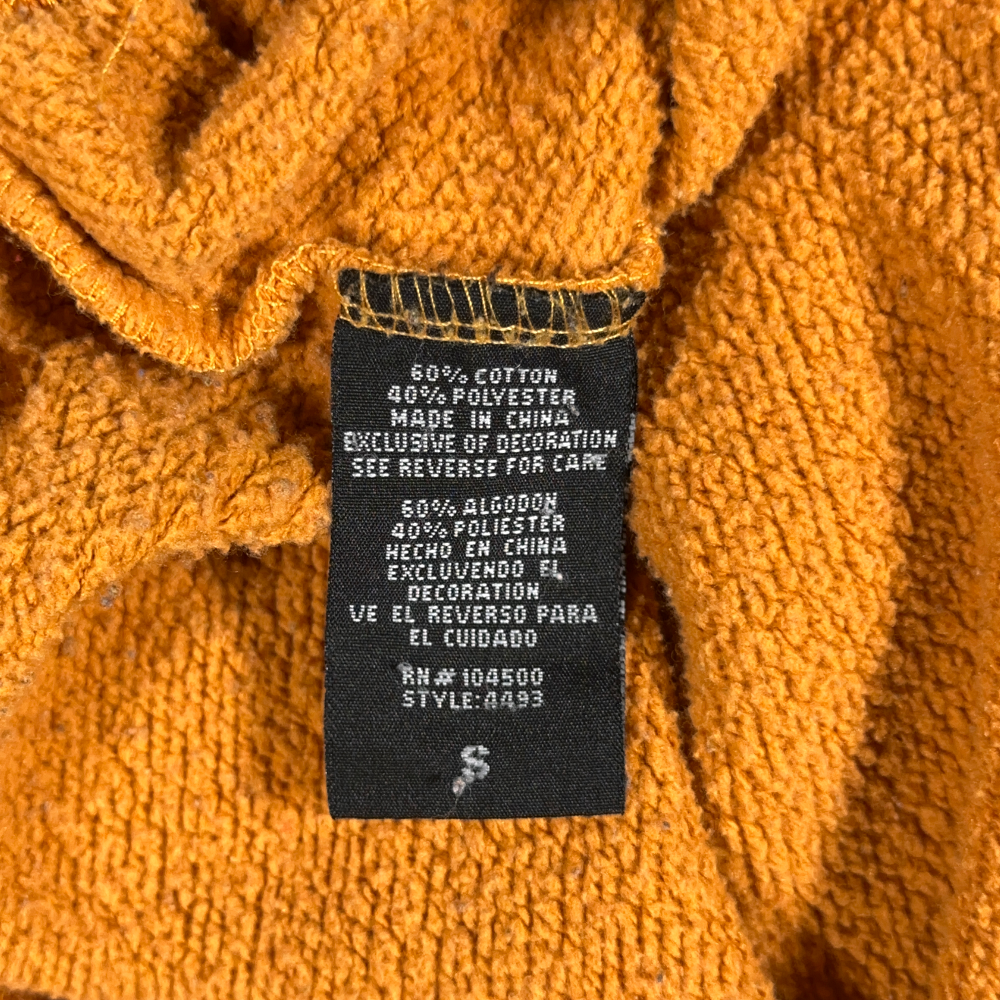 60% COTTON
40% POLYESTER
MADE IN CHINA
EXCLUSIVE OF DECORATION
SEE REVERSE FOR CARE
60% ALGODON
40% POLIESTER
HECHO EN CHINA
EXCLUVENDO EL
DECORATION
VE EL REVERSO PARA
EL CUIDADO
RN# 104500
STYLE:4493
S